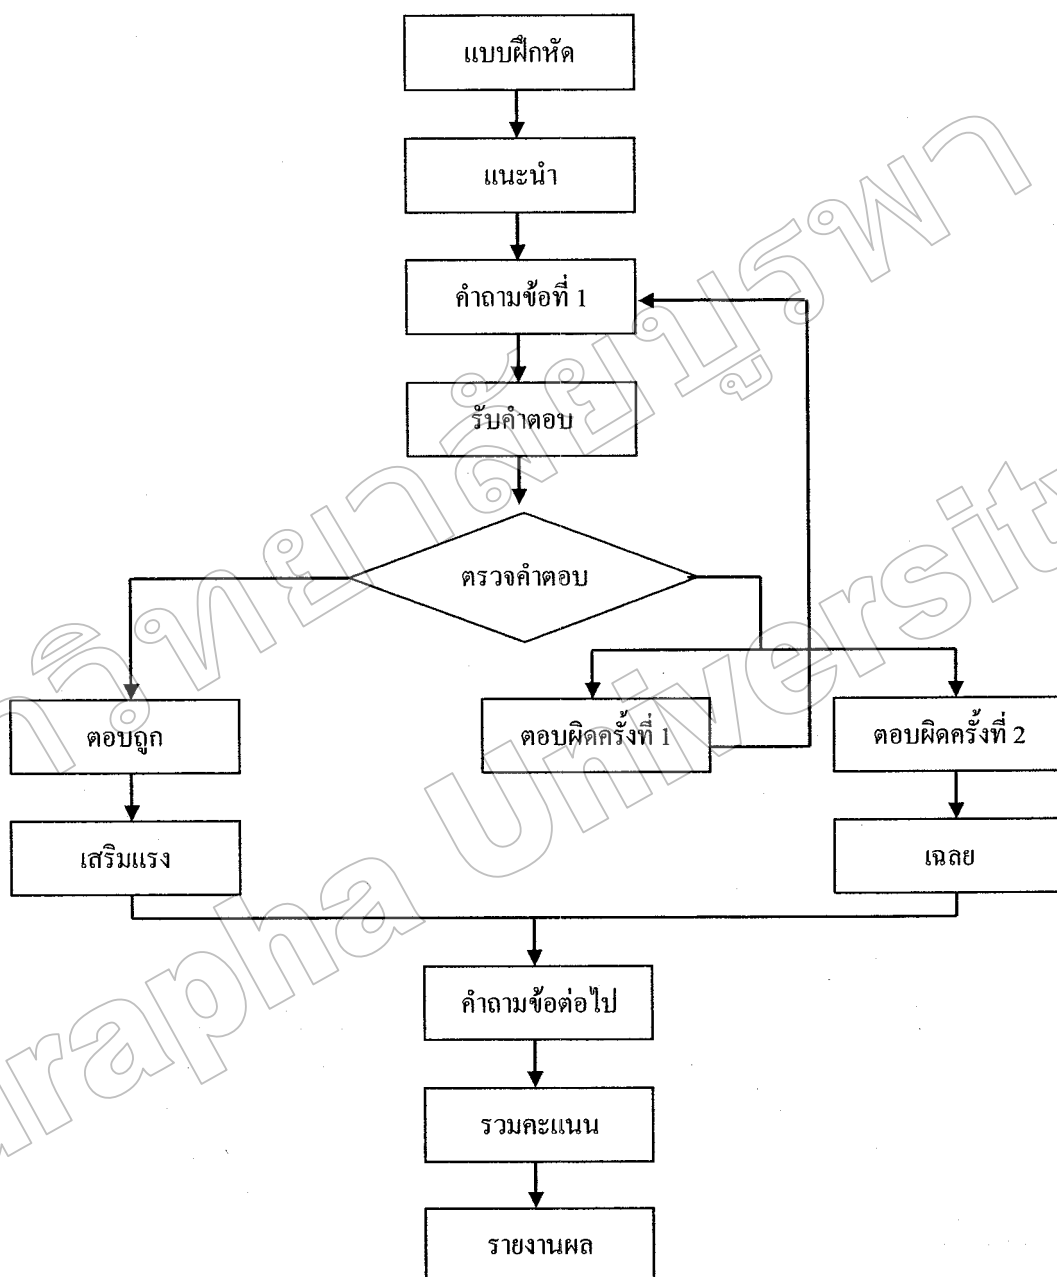 แบบฝึกหัด
แนะนำ
คำถามข้อที่ 1
รับคำตอบ
ตรวจคำตอบ
ตอบถูก
ตอบผิดครั้งที่ 1
ตอบผิดครั้งที่ 2
เสริมแรง
เฉลย
คำถามข้อต่อไป
รวมคะแนน
รายงานผล